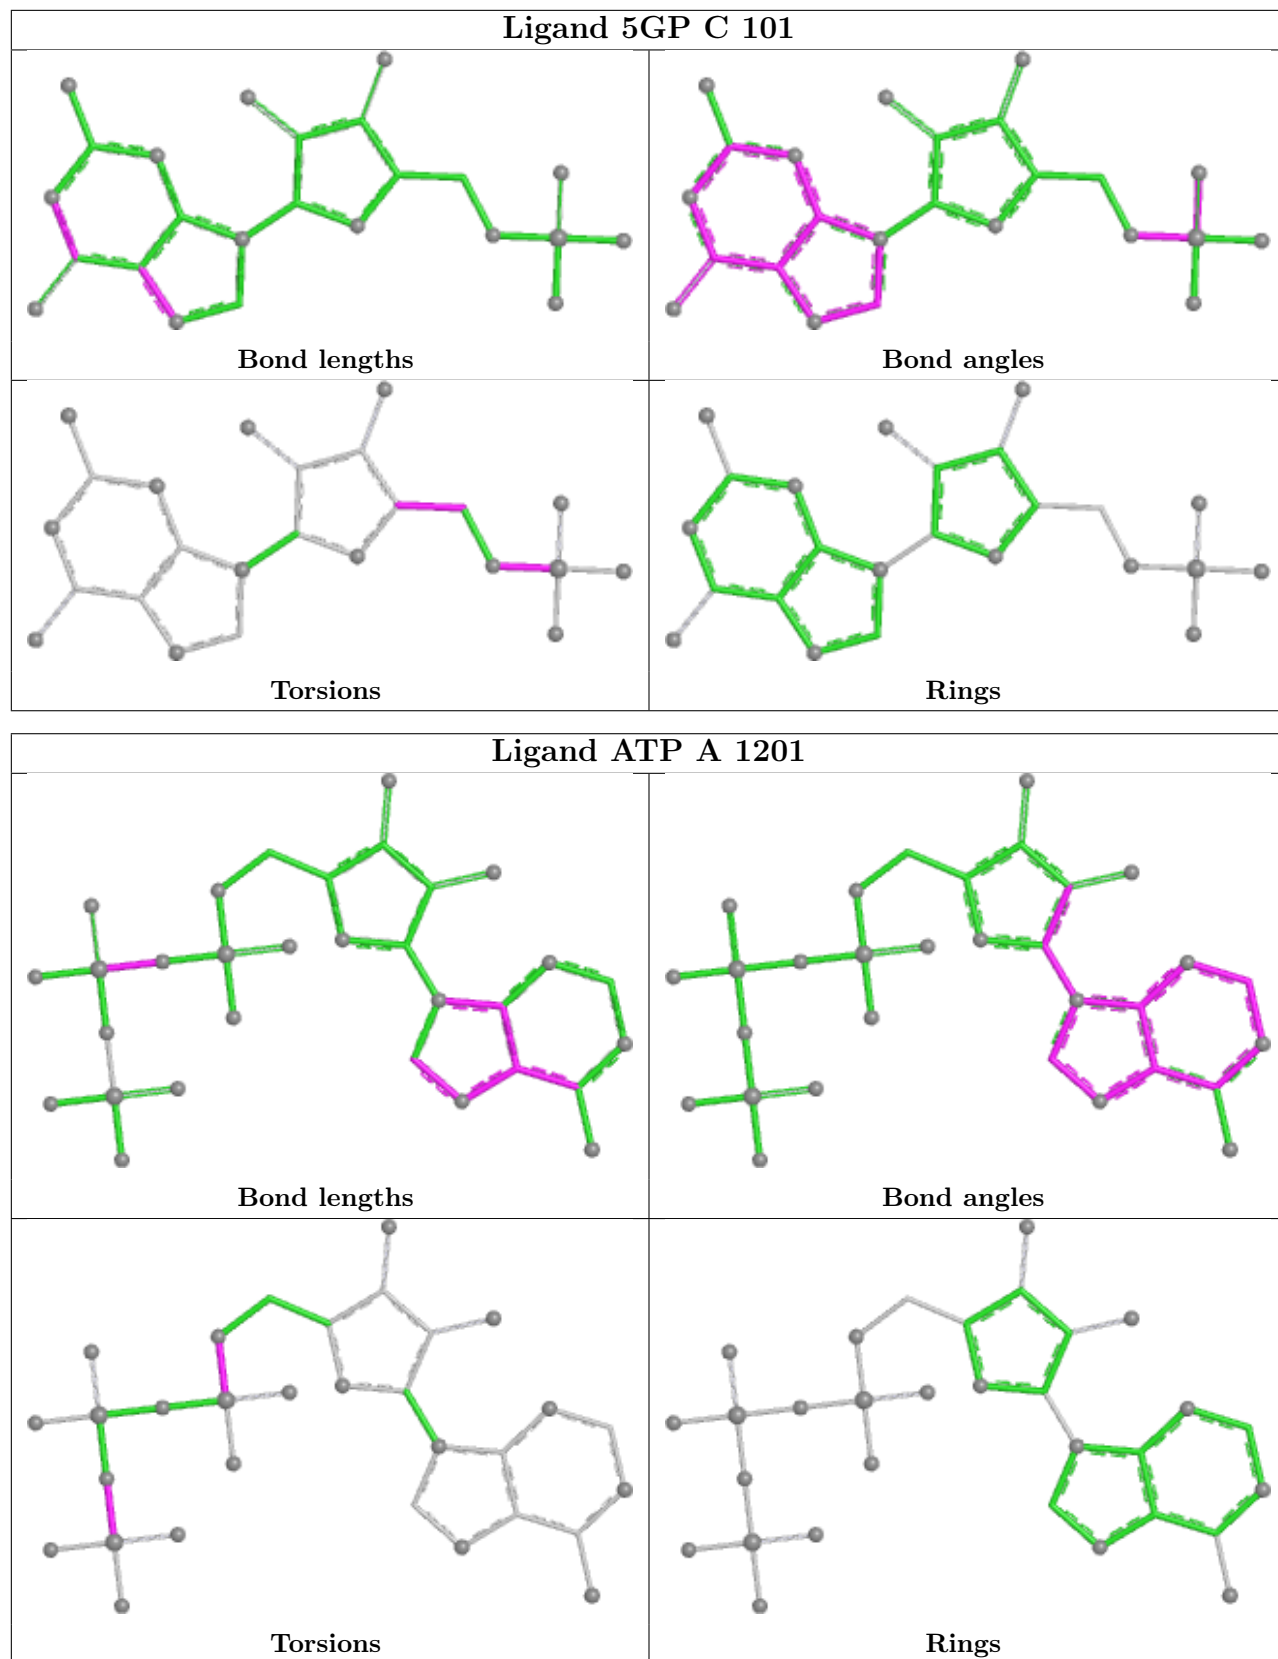 Ligand 5GP C 101
Bond lengths
Bond angles
Torsions
Rings
Ligand ATP A 1201
Bond lengths
Bond angles
Torsions
Rings